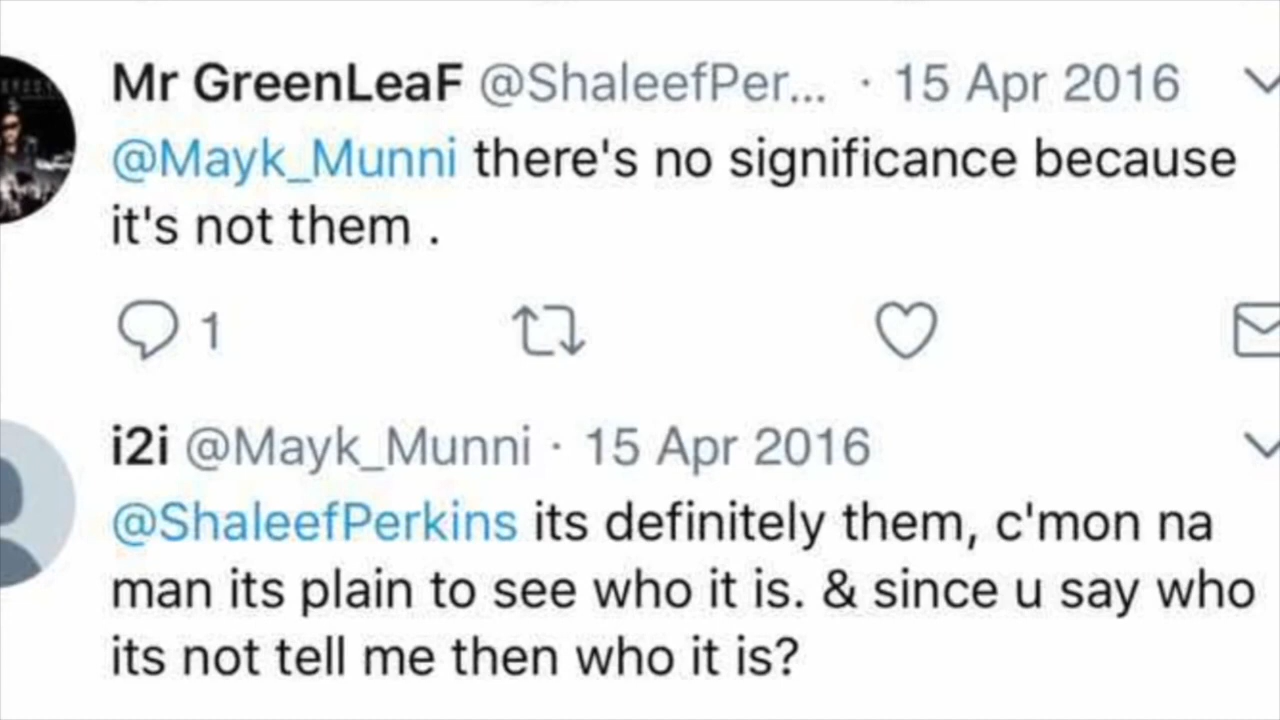 Mr GreenLeaF @ShaleefPer... · 15 Apr 2016
@Mayk_Munni there's no significance because
it's not them .
1
i2i @Mayk_Munni · 15 Apr 2016
@ShaleefPerkins its definitely them, c'mon na
man its plain to see who it is. & since u say who
its not tell me then who it is?